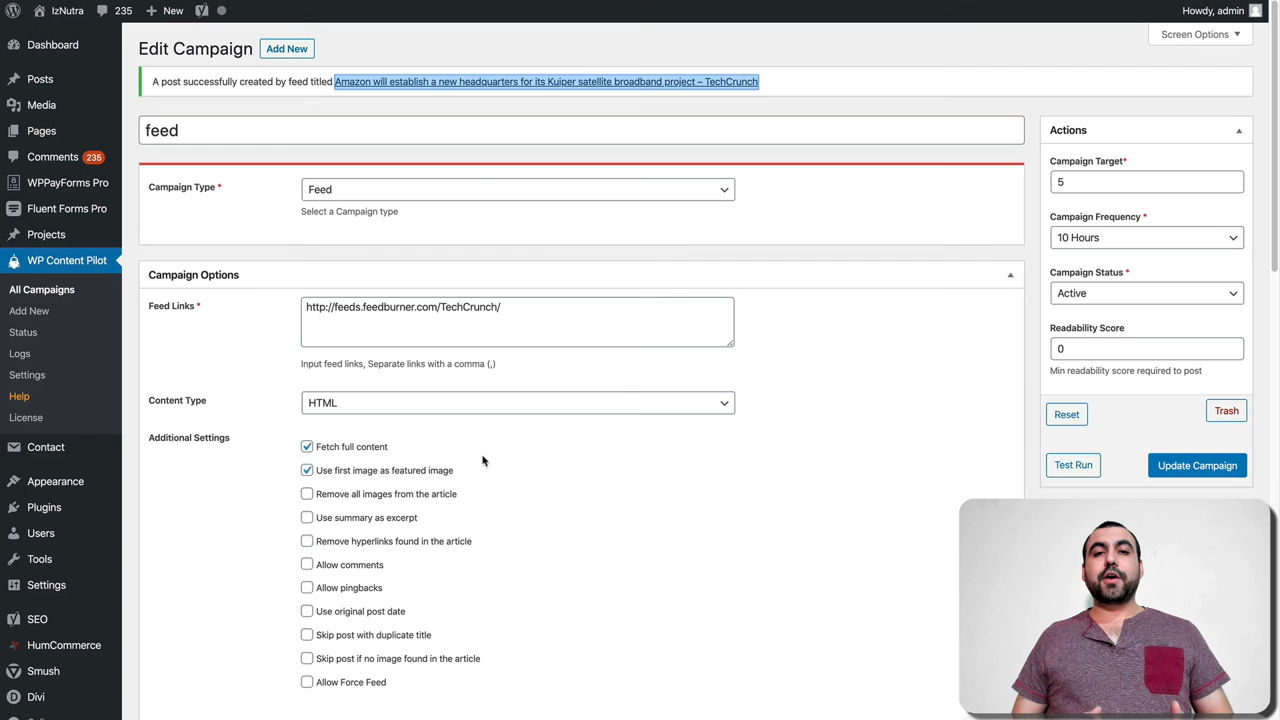 IzNutra
235
New
Howdy, admin
Screen Options
Dashboard
Posts
Media
Pages
Comments 235
WPPayForms Pro
Fluent Forms Pro
Projects
WP Content Pilot
All Campaigns
Add New
Status
Logs
Settings
Help
License
Contact
Appearance
Plugins
Users
Tools
Settings
SEO
HumCommerce
Smush
Divi
Edit Campaign
Add New
A post successfully created by feed titled Amazon will establish a new headquarters for its Kuiper satellite broadband project – TechCrunch
feed
Campaign Type *
Feed
Select a Campaign type
Campaign Options
Feed Links *
http://feeds.feedburner.com/TechCrunch/
Input feed links, Separate links with a comma (,)
Content Type
HTML
Additional Settings
Fetch full content
Use first image as featured image
Remove all images from the article
Use summary as excerpt
Remove hyperlinks found in the article
Allow comments
Allow pingbacks
Use original post date
Skip post with duplicate title
Skip post if no image found in the article
Allow Force Feed
Actions
Campaign Target*
5
Campaign Frequency *
10 Hours
Campaign Status *
Active
Readability Score
0
Min readability score required to post
Reset
Trash
Test Run
Update Campaign